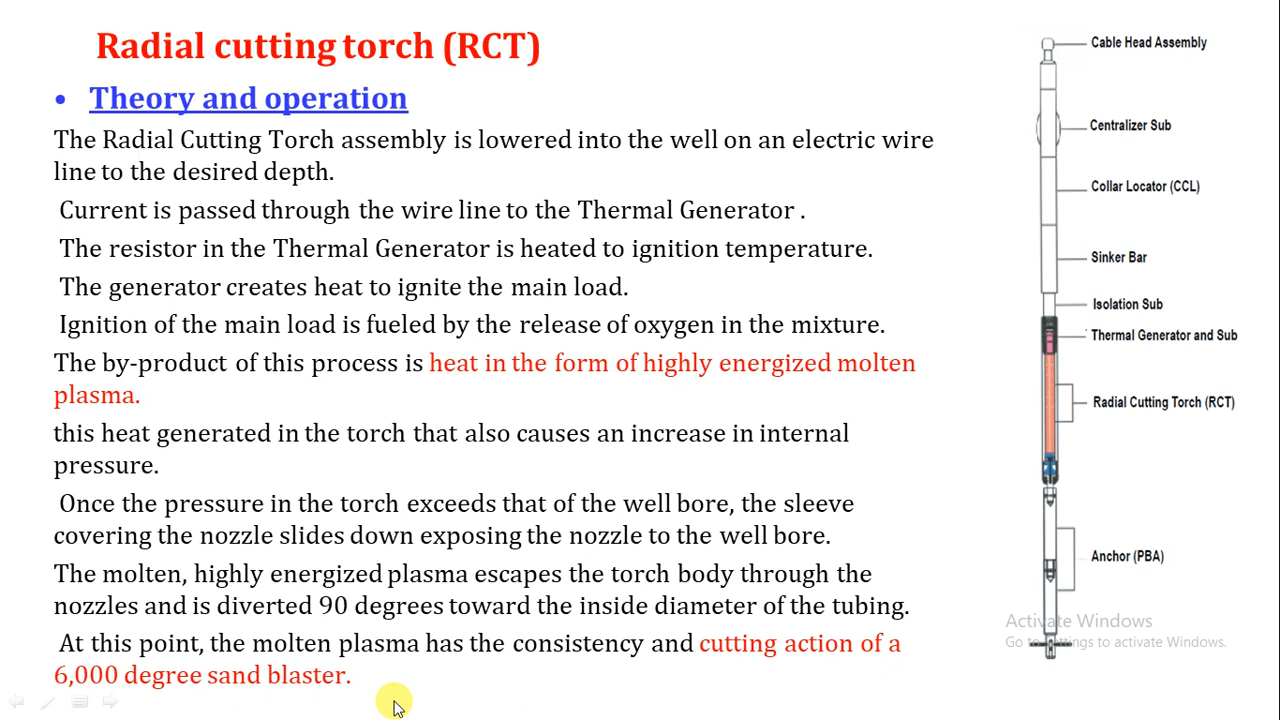 Radial cutting torch (RCT)
• Theory and operation
The Radial Cutting Torch assembly is lowered into the well on an electric wire
line to the desired depth.
Current is passed through the wire line to the Thermal Generator .
The resistor in the Thermal Generator is heated to ignition temperature.
The generator creates heat to ignite the main load.
Ignition of the main load is fueled by the release of oxygen in the mixture.
The by-product of this process is heat in the form of highly energized molten
plasma.
this heat generated in the torch that also causes an increase in internal
pressure.
Once the pressure in the torch exceeds that of the well bore, the sleeve
covering the nozzle slides down exposing the nozzle to the well bore.
The molten, highly energized plasma escapes the torch body through the
nozzles and is diverted 90 degrees toward the inside diameter of the tubing.
At this point, the molten plasma has the consistency and cutting action of a
6,000 degree sand blaster.
Cable Head Assembly
Centralizer Sub
Collar Locator (CCL)
Sinker Bar
Isolation Sub
Thermal Generator and Sub
Radial Cutting Torch (RCT)
Anchor (PBA)
Activate Windows
Go to Settings to activate Windows.